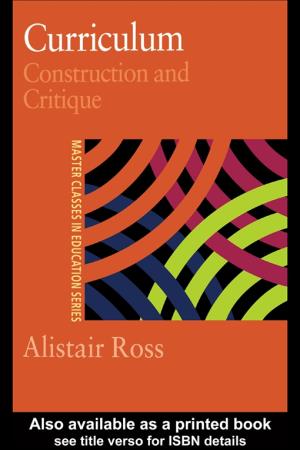 Curriculum
Construction and
Critique
MASTER CLASSES IN EDUCATION SERIES
Alistair Ross
Also available as a printed book
see title verso for ISBN details